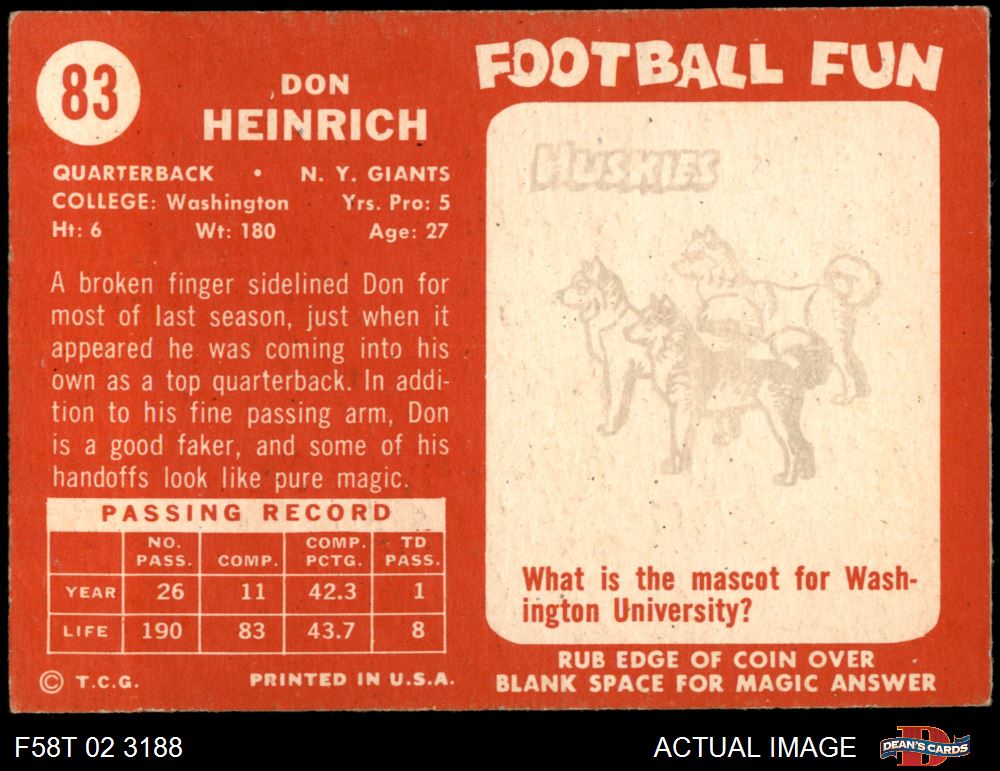 83
DON
HEINRICH
QUARTERBACK • N. Y. GIANTS
COLLEGE: Washington Yrs. Pro: 5
Ht: 6 Wt: 180 Age: 27
A broken finger sidelined Don for
most of last season, just when it
appeared he was coming into his
own as a top quarterback. In addi-
tion to his fine passing arm, Don
is a good faker, and some of his
handoffs look like pure magic.
PASSING RECORD
NO. PASS. COMP. COMP. PCTG. TD PASS.
YEAR 26 11 42.3 1
LIFE 190 83 43.7 8
© T.C.G. PRINTED IN U.S.A.
FOOTBALL FUN
HUSKIES
What is the mascot for Wash-
ington University?
RUB EDGE OF COIN OVER
BLANK SPACE FOR MAGIC ANSWER
F58T 02 3188 ACTUAL IMAGE DEAN'S CARDS